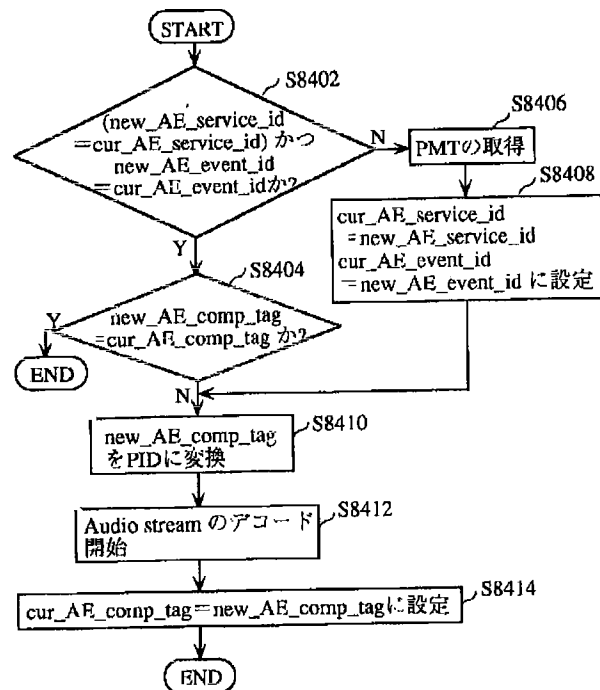 START
S8402
(new_AE_service_id
=cur_AE_service_id) かつ
new_AE_event_id
=cur_AE_event_idか?
N
S8406
PMTの取得
S8408
cur_AE_service_id
=new_AE_service_id
cur_AE_event_id
=new_AE_event_id に設定
Y
S8404
new_AE_comp_tag
=cur_AE_comp_tag か?
Y
END
N
S8410
new_AE_comp_tag
をPIDに変換
S8412
Audio stream のデコード
開始
S8414
cur_AE_comp_tag=new_AE_comp_tagに設定
END